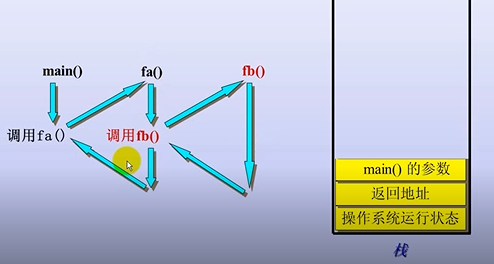 main()
fa()
fb()
调用fa()
调用fb()
main() 的参数
返回地址
操作系统运行状态
栈